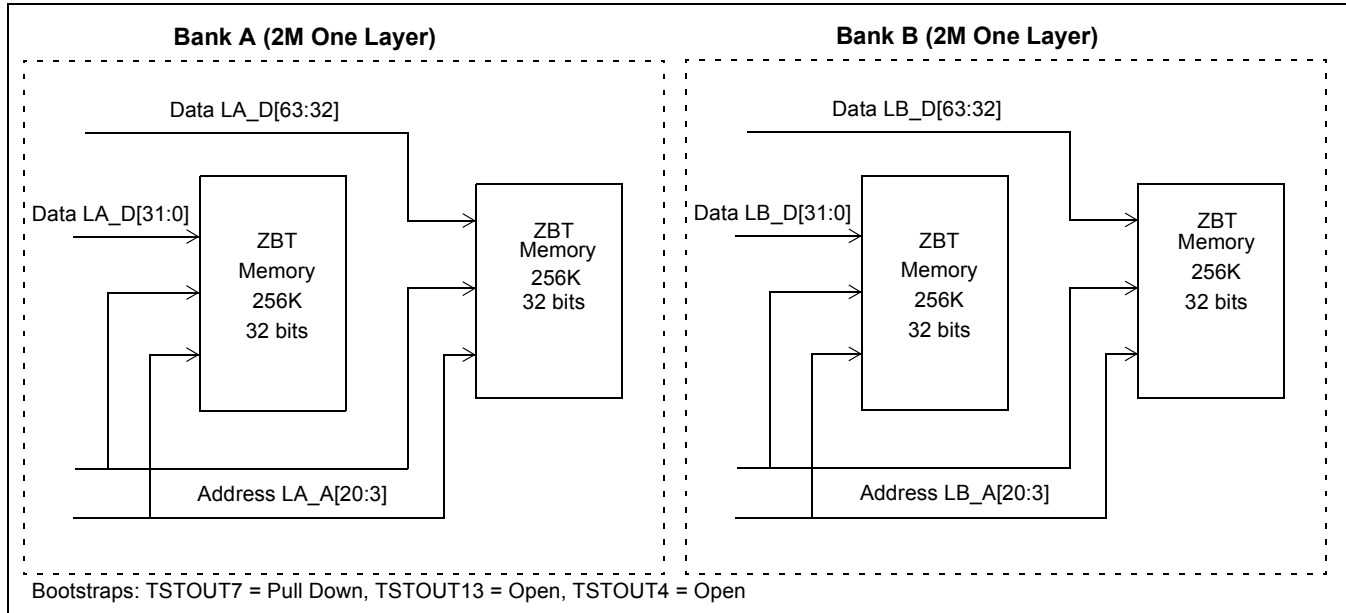 Bank A (2M One Layer)
Data LA_D[63:32]
Data LA_D[31:0]
ZBT
Memory
256K
32 bits
ZBT
Memory
256K
32 bits
Address LA_A[20:3]
Bank B (2M One Layer)
Data LB_D[63:32]
Data LB_D[31:0]
ZBT
Memory
256K
32 bits
ZBT
Memory
256K
32 bits
Address LB_A[20:3]
Bootstraps: TSTOUT7 = Pull Down, TSTOUT13 = Open, TSTOUT4 = Open